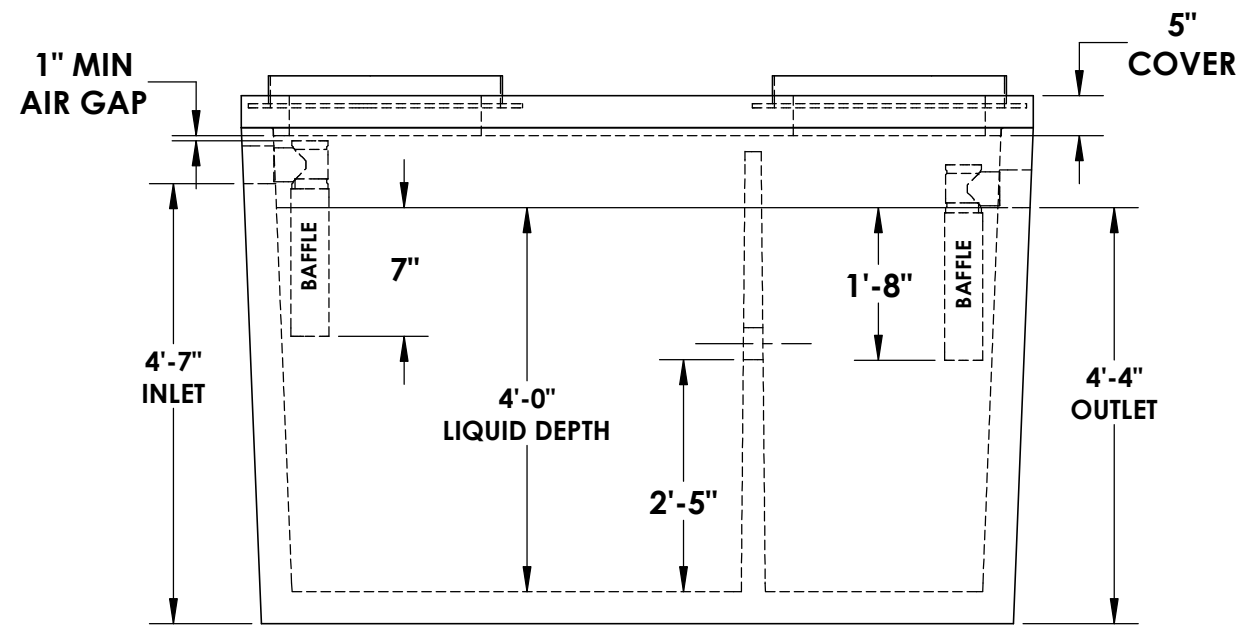 5"
COVER
1" MIN
AIR GAP
BAFFLE
7"
1'-8"
BAFFLE
4'-7"
INLET
4'-0"
LIQUID DEPTH
4'-4"
OUTLET
2'-5"